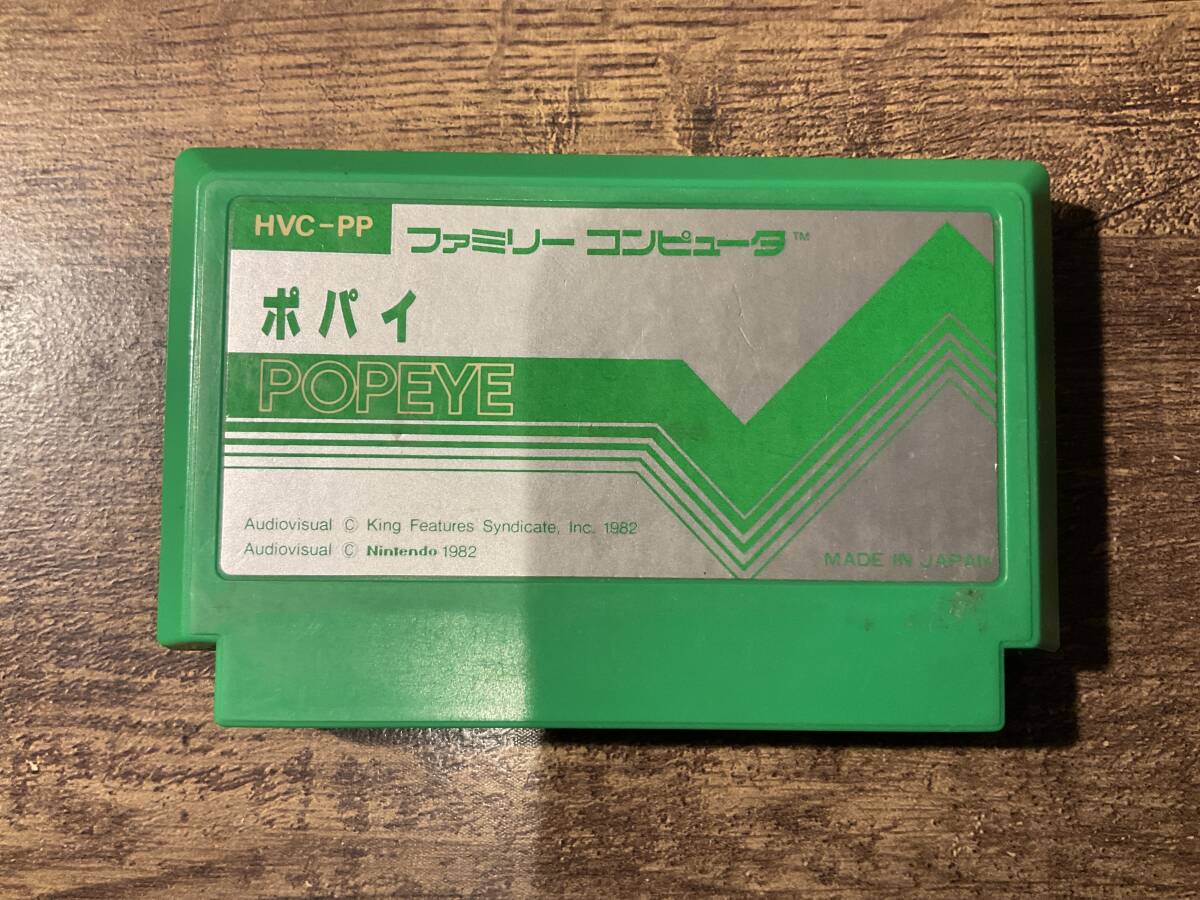 HVC-PP
ファミリー コンピュータ™
ポパイ
POPEYE
Audiovisual © King Features Syndicate, Inc. 1982
Audiovisual © Nintendo 1982
MADE IN JAPAN